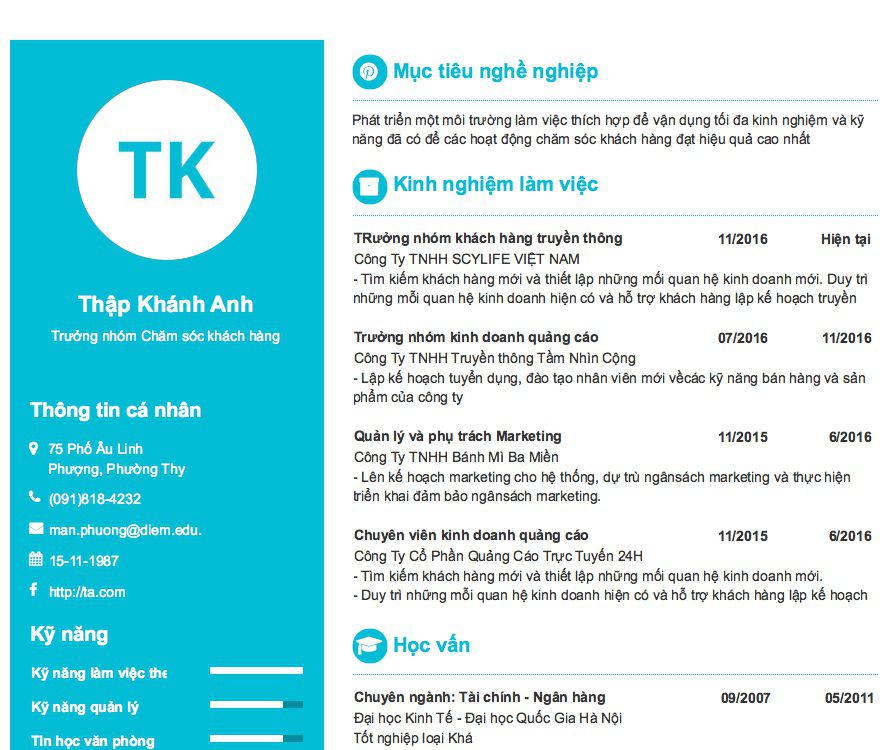 TK
Thập Khánh Anh
Trưởng nhóm Chăm sóc khách hàng
Thông tin cá nhân
75 Phố Âu Linh
Phượng, Phường Thy
(091)818-4232
man.phuong@diem.edu.
15-11-1987
http://ta.com
Kỹ năng
Kỹ năng làm việc the
Kỹ năng quản lý
Tin học văn phòng
Mục tiêu nghề nghiệp
Phát triển một môi trường làm việc thích hợp để vận dụng tối đa kinh nghiệm và kỹ
năng đã có để các hoạt động chăm sóc khách hàng đạt hiệu quả cao nhất
Kinh nghiệm làm việc
TRưởng nhóm khách hàng truyền thông 11/2016 Hiện tại
Công Ty TNHH SCYLIFE VIỆT NAM
- Tìm kiếm khách hàng mới và thiết lập những mối quan hệ kinh doanh mới. Duy trì
những mỗi quan hệ kinh doanh hiện có và hỗ trợ khách hàng lập kế hoạch truyền
Trưởng nhóm kinh doanh quảng cáo 07/2016 11/2016
Công Ty TNHH Truyền thông Tầm Nhìn Cộng
- Lập kế hoạch tuyển dụng, đào tạo nhân viên mới vềcác kỹ năng bán hàng và sản
phẩm của công ty
Quản lý và phụ trách Marketing 11/2015 6/2016
Công Ty TNHH Bánh Mì Ba Miền
- Lên kế hoạch marketing cho hệ thống, dự trù ngânsách marketing và thực hiện
triển khai đảm bảo ngânsách marketing.
Chuyên viên kinh doanh quảng cáo 11/2015 6/2016
Công Ty Cổ Phần Quảng Cáo Trực Tuyến 24H
- Tìm kiếm khách hàng mới và thiết lập những mối quan hệ kinh doanh mới.
- Duy trì những mỗi quan hệ kinh doanh hiện có và hỗ trợ khách hàng lập kế hoạch
Học vấn
Chuyên ngành: Tài chính - Ngân hàng 09/2007 05/2011
Đại học Kinh Tế - Đại học Quốc Gia Hà Nội
Tốt nghiệp loại Khá